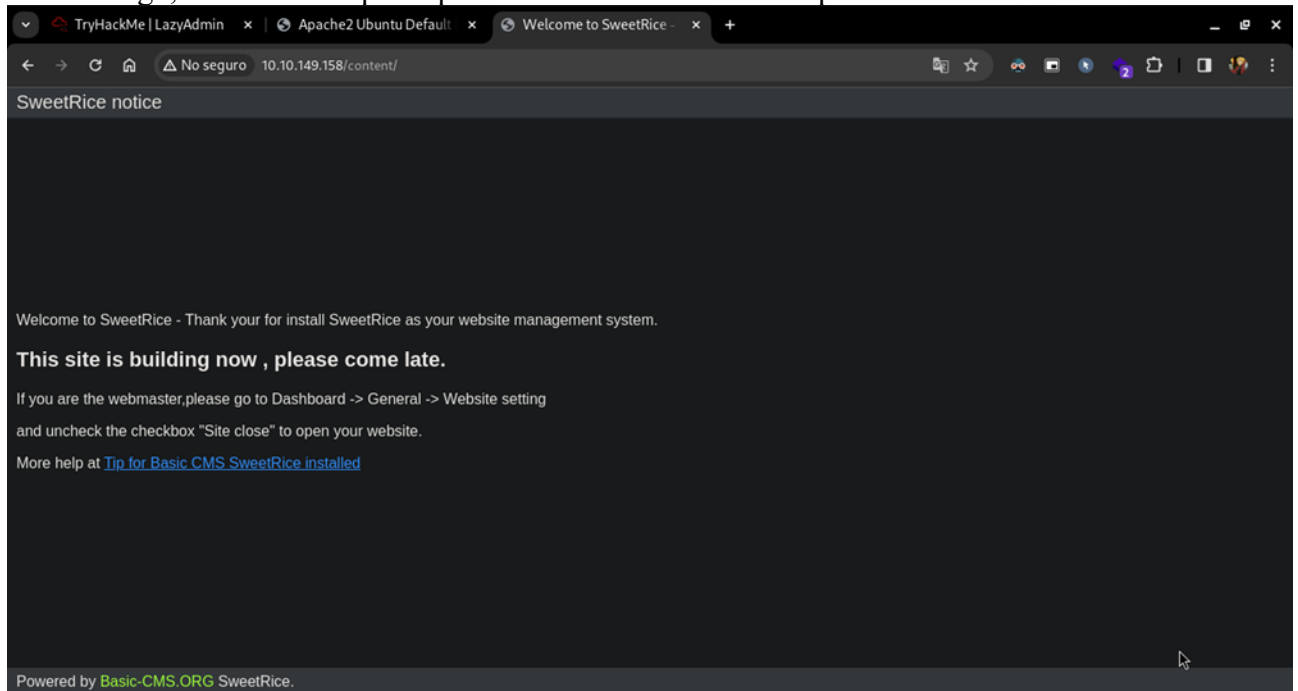 TryHackMe | LazyAdmin
Apache2 Ubuntu Default
Welcome to SweetRice -
No seguro 10.10.149.158/content/
2
SweetRice notice
Welcome to SweetRice - Thank your for install SweetRice as your website management system.
This site is building now , please come late.
If you are the webmaster,please go to Dashboard -> General -> Website setting
and uncheck the checkbox "Site close" to open your website.
More help at Tip for Basic CMS SweetRice installed
Powered by Basic-CMS.ORG SweetRice.